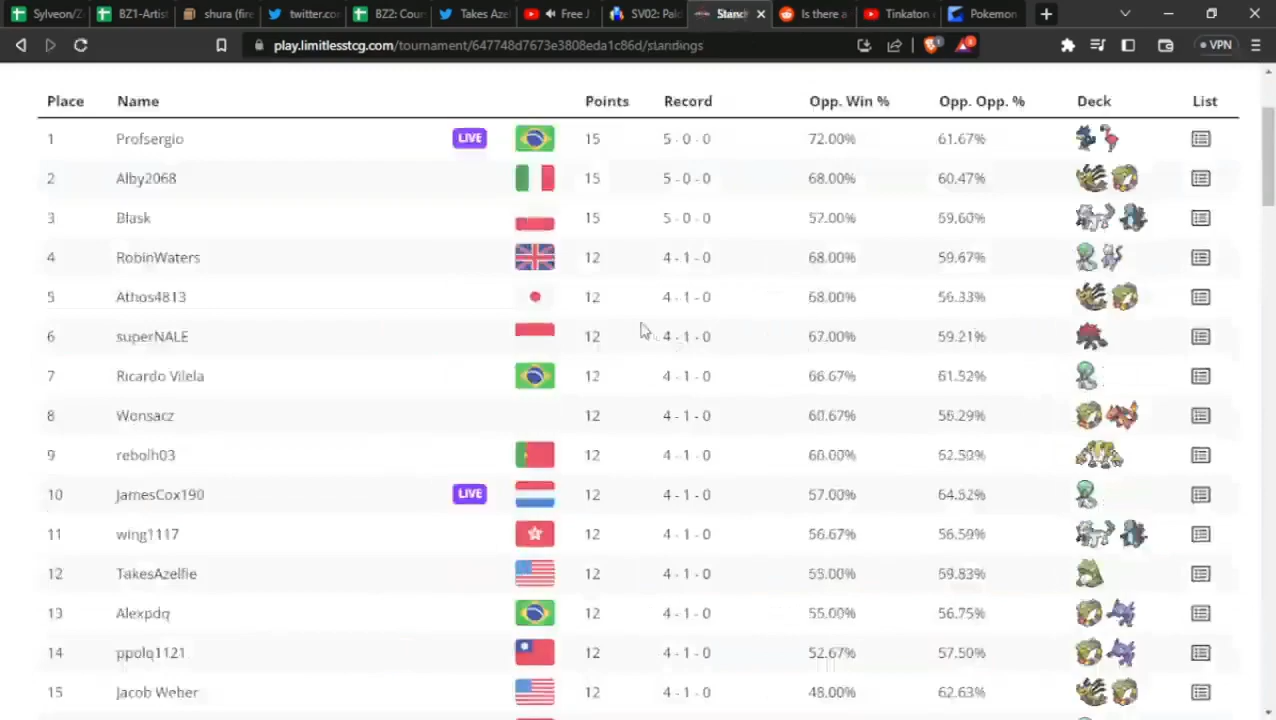 Sylveon/Z
BZ1-Artist
shura (fire
twitter.co
BZ2: Cour
Takes Aze
Free J
SV02: Pal
Standi
Is there a
Tinkaton
Pokemon
play.limitlesstcg.com/tournament/647748d7673e3808eda1c86d/standings
VPN
Place Name Points Record Opp. Win % Opp. Opp. % Deck List
1 Profsergio LIVE 15 5 - 0 - 0 72.00% 61.67%
2 Alby2068 15 5 - 0 - 0 68.00% 60.47%
3 Blask 15 5 - 0 - 0 57.00% 59.60%
4 RobinWaters 12 4 - 1 - 0 68.00% 59.67%
5 Athos4813 12 4 - 1 - 0 68.00% 56.33%
6 superNALE 12 4 - 1 - 0 67.00% 59.21%
7 Ricardo Vilela 12 4 - 1 - 0 66.67% 61.52%
8 Wonsacz 12 4 - 1 - 0 60.67% 56.29%
9 rebolh03 12 4 - 1 - 0 60.00% 62.50%
10 JamesCox190 LIVE 12 4 - 1 - 0 57.00% 64.52%
11 wing1117 12 4 - 1 - 0 56.67% 56.59%
12 TakesAzelfie 12 4 - 1 - 0 55.00% 59.83%
13 Alexpdq 12 4 - 1 - 0 55.00% 56.75%
14 ppolq1121 12 4 - 1 - 0 52.67% 57.50%
15 Jacob Weber 12 4 - 1 - 0 48.00% 62.63%